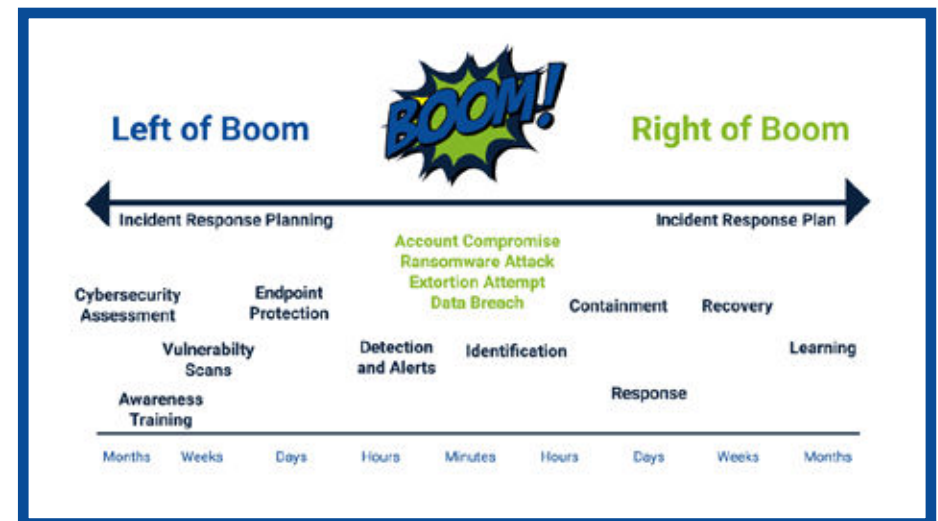 BOOM!
Left of Boom
Right of Boom
Incident Response Planning
Incident Response Plan
Account Compromise
Ransomware Attack
Extortion Attempt
Data Breach
Cybersecurity
Assessment
Endpoint
Protection
Containment
Recovery
Vulnerabilty
Scans
Detection
and Alerts
Identification
Learning
Awareness
Training
Response
Months Weeks Days Hours Minutes Hours Days Weeks Months